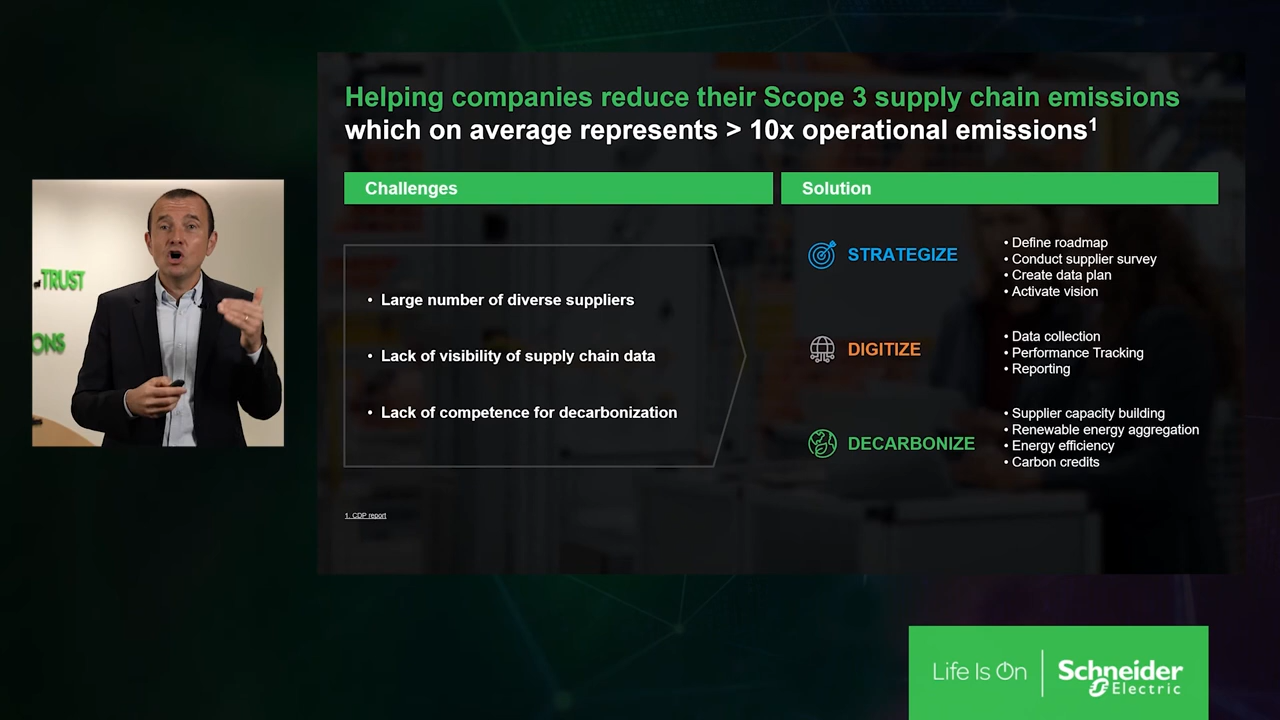 Helping companies reduce their Scope 3 supply chain emissions
which on average represents > 10x operational emissions¹
Challenges
Solution
• Large number of diverse suppliers
• Lack of visibility of supply chain data
• Lack of competence for decarbonization
STRATEGIZE
• Define roadmap
• Conduct supplier survey
• Create data plan
• Activate vision
DIGITIZE
• Data collection
• Performance Tracking
• Reporting
DECARBONIZE
• Supplier capacity building
• Renewable energy aggregation
• Energy efficiency
• Carbon credits
1. CDP report
of TRUST
ONS
Life Is On
Schneider
Electric